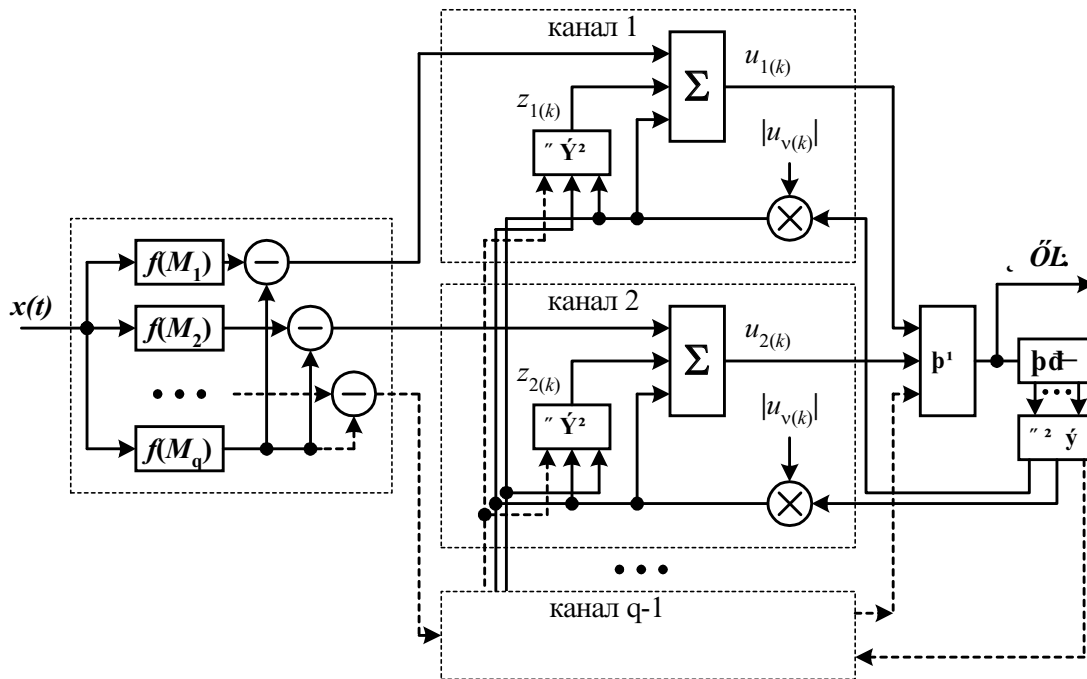 канал 1
u1(k)
Σ
z1(k)
|uν(k)|
x(t)
f(M1)
f(M2)
• • •
f(Mq)
канал 2
u2(k)
Σ
z2(k)
|uν(k)|
• • •
канал q-1